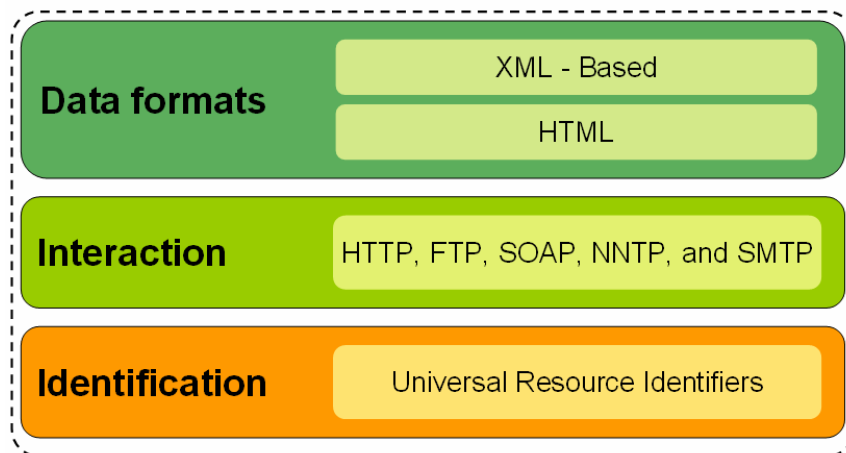 Data formats
XML - Based
HTML
Interaction
HTTP, FTP, SOAP, NNTP, and SMTP
Identification
Universal Resource Identifiers